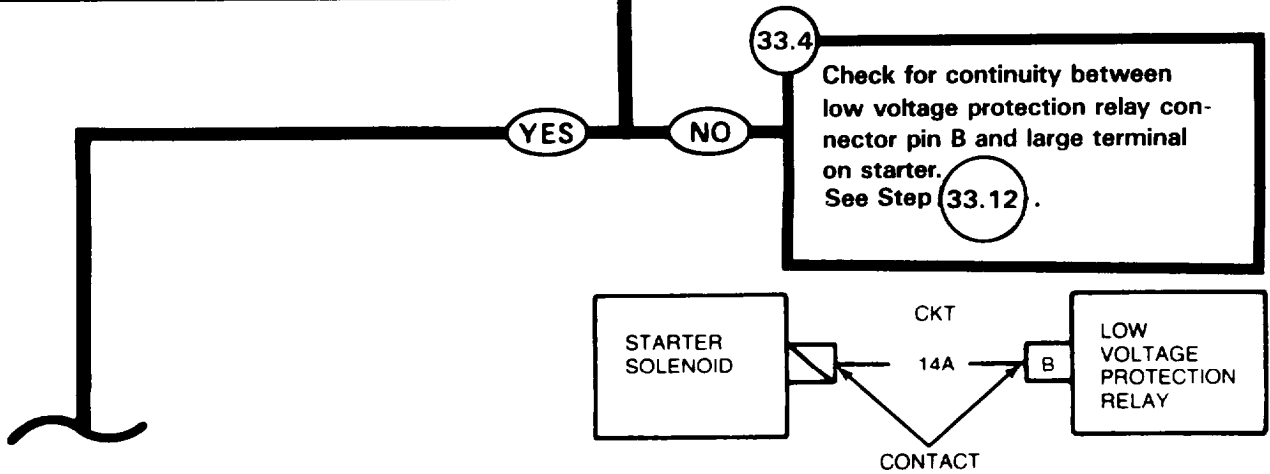 33.4
Check for continuity between
low voltage protection relay con-
nector pin B and large terminal
on starter.
See Step 33.12 .
YES
NO
STARTER
SOLENOID
CKT
14A
B
LOW
VOLTAGE
PROTECTION
RELAY
CONTACT